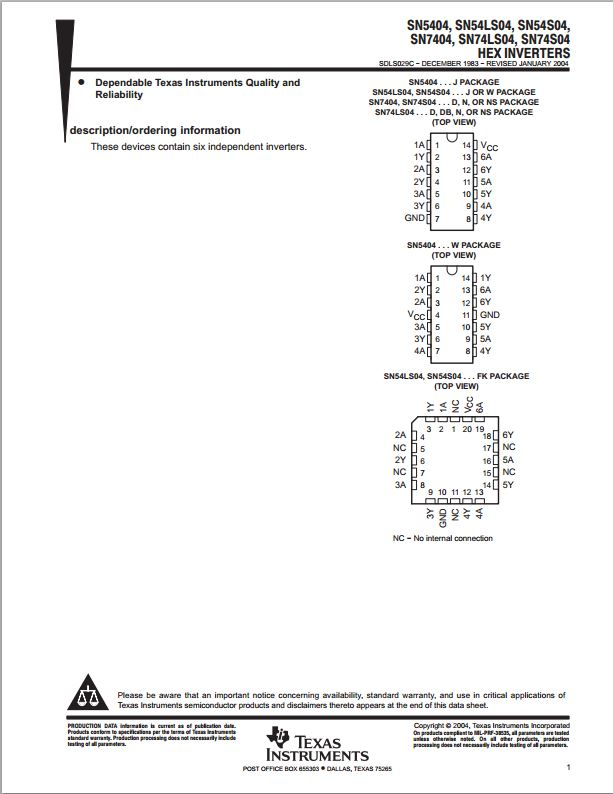 SN5404, SN54LS04, SN54S04,
SN7404, SN74LS04, SN74S04
HEX INVERTERS
SDLS029C − DECEMBER 1983 − REVISED JANUARY 2004
● Dependable Texas Instruments Quality and
Reliability
description/ordering information
These devices contain six independent inverters.
SN5404 . . . J PACKAGE
SN54LS04, SN54S04 . . . J OR W PACKAGE
SN7404, SN74S04 . . . D, N, OR NS PACKAGE
SN74LS04 . . . D, DB, N, OR NS PACKAGE
(TOP VIEW)
1A 1 14 VCC
1Y 2 13 6A
2A 3 12 6Y
2Y 4 11 5A
3A 5 10 5Y
3Y 6 9 4A
GND 7 8 4Y
SN5404 . . . W PACKAGE
(TOP VIEW)
1A 1 14 1Y
2Y 2 13 6A
2A 3 12 6Y
VCC 4 11 GND
3A 5 10 5Y
3Y 6 9 5A
4A 7 8 4Y
SN54LS04, SN54S04 . . . FK PACKAGE
(TOP VIEW)
1Y 1A NC VCC 6A
3 2 1 20 19
2A 4 18 6Y
NC 5 17 NC
2Y 6 16 5A
NC 7 15 NC
3A 8 14 5Y
9 10 11 12 13
3Y GND NC 4Y 4A
NC − No internal connection
Please be aware that an important notice concerning availability, standard warranty, and use in critical applications of
Texas Instruments semiconductor products and disclaimers thereto appears at the end of this data sheet.
PRODUCTION DATA information is current as of publication date.
Products conform to specifications per the terms of Texas Instruments
standard warranty. Production processing does not necessarily include
testing of all parameters.
TEXAS
INSTRUMENTS
POST OFFICE BOX 655303 ● DALLAS, TEXAS 75265
Copyright © 2004, Texas Instruments Incorporated
On products compliant to MIL-PRF-38535, all parameters are tested
unless otherwise noted. On all other products, production
processing does not necessarily include testing of all parameters.
1